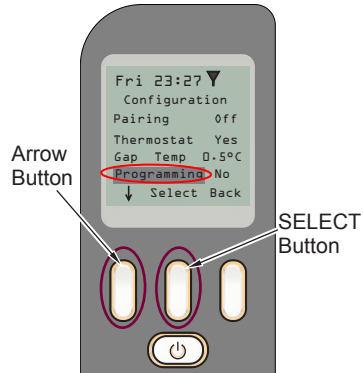 Fri 23:27
Configuration
Pairing Off
Thermostat Yes
Gap Temp 0.5°C
Programming No
↓ Select Back
Arrow
Button
SELECT
Button